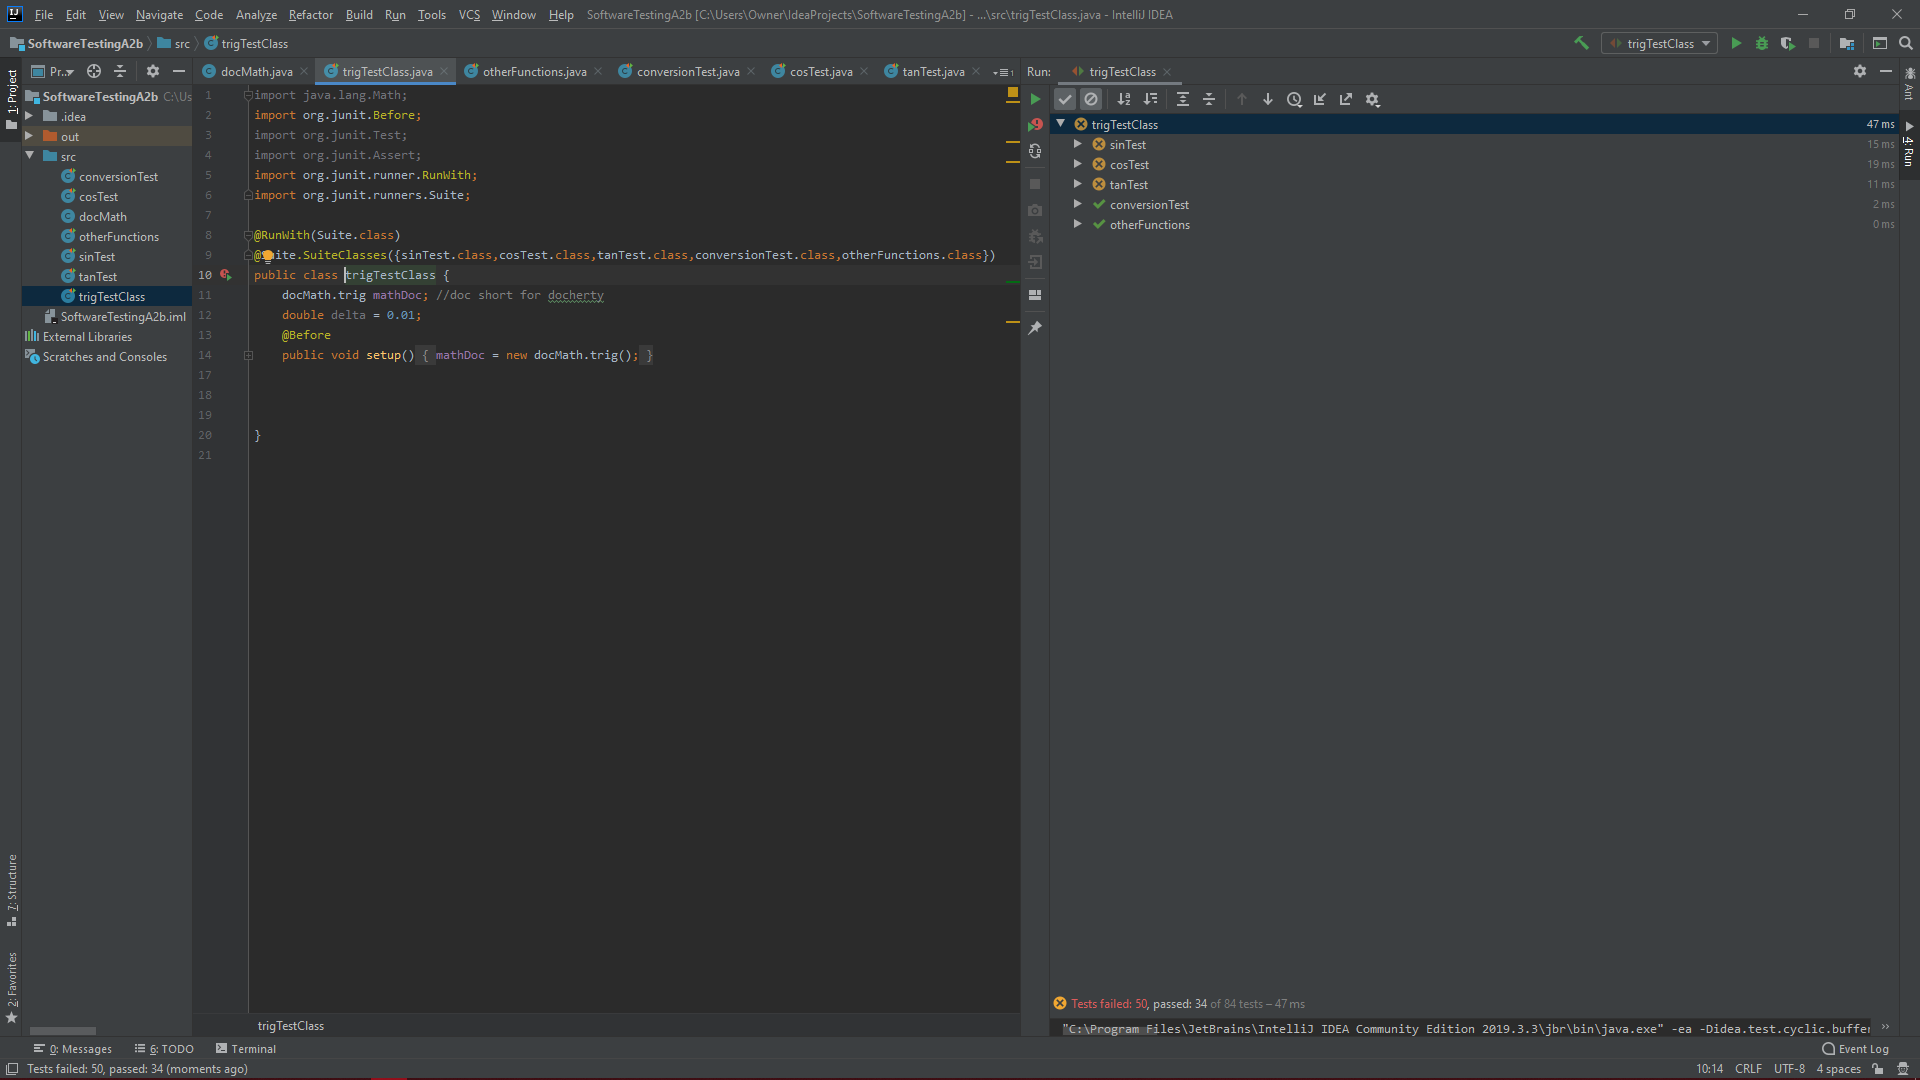 File Edit View Navigate Code Analyze Refactor Build Run Tools VCS Window Help SoftwareTestingA2b [C:\Users\Owner\IdeaProjects\SoftwareTestingA2b] - ...\src\trigTestClass.java - IntelliJ IDEA
SoftwareTestingA2b src trigTestClass
trigTestClass
1: Project
Pr...
docMath.java trigTestClass.java otherFunctions.java conversionTest.java cosTest.java tanTest.java
Run: trigTestClass
SoftwareTestingA2b C:\Us
.idea
out
src
conversionTest
cosTest
docMath
otherFunctions
sinTest
tanTest
trigTestClass
SoftwareTestingA2b.iml
External Libraries
Scratches and Consoles
1 import java.lang.Math;
2 import org.junit.Before;
3 import org.junit.Test;
4 import org.junit.Assert;
5 import org.junit.runner.RunWith;
6 import org.junit.runners.Suite;
7
8 @RunWith(Suite.class)
9 @Suite.SuiteClasses({sinTest.class,cosTest.class,tanTest.class,conversionTest.class,otherFunctions.class})
10 public class trigTestClass {
11 docMath.trig mathDoc; //doc short for docherty
12 double delta = 0.01;
13 @Before
14 public void setup() { mathDoc = new docMath.trig(); }
17
18
19
20 }
21
trigTestClass
trigTestClass 47 ms
sinTest 15 ms
cosTest 19 ms
tanTest 11 ms
conversionTest 2 ms
otherFunctions 0 ms
Ant
4: Run
Tests failed: 50, passed: 34 of 84 tests – 47 ms
"C:\Program Files\JetBrains\IntelliJ IDEA Community Edition 2019.3.3\jbr\bin\java.exe" -ea -Didea.test.cyclic.buffer
7: Structure
2: Favorites
0: Messages 6: TODO Terminal
Event Log
Tests failed: 50, passed: 34 (moments ago)
10:14 CRLF UTF-8 4 spaces